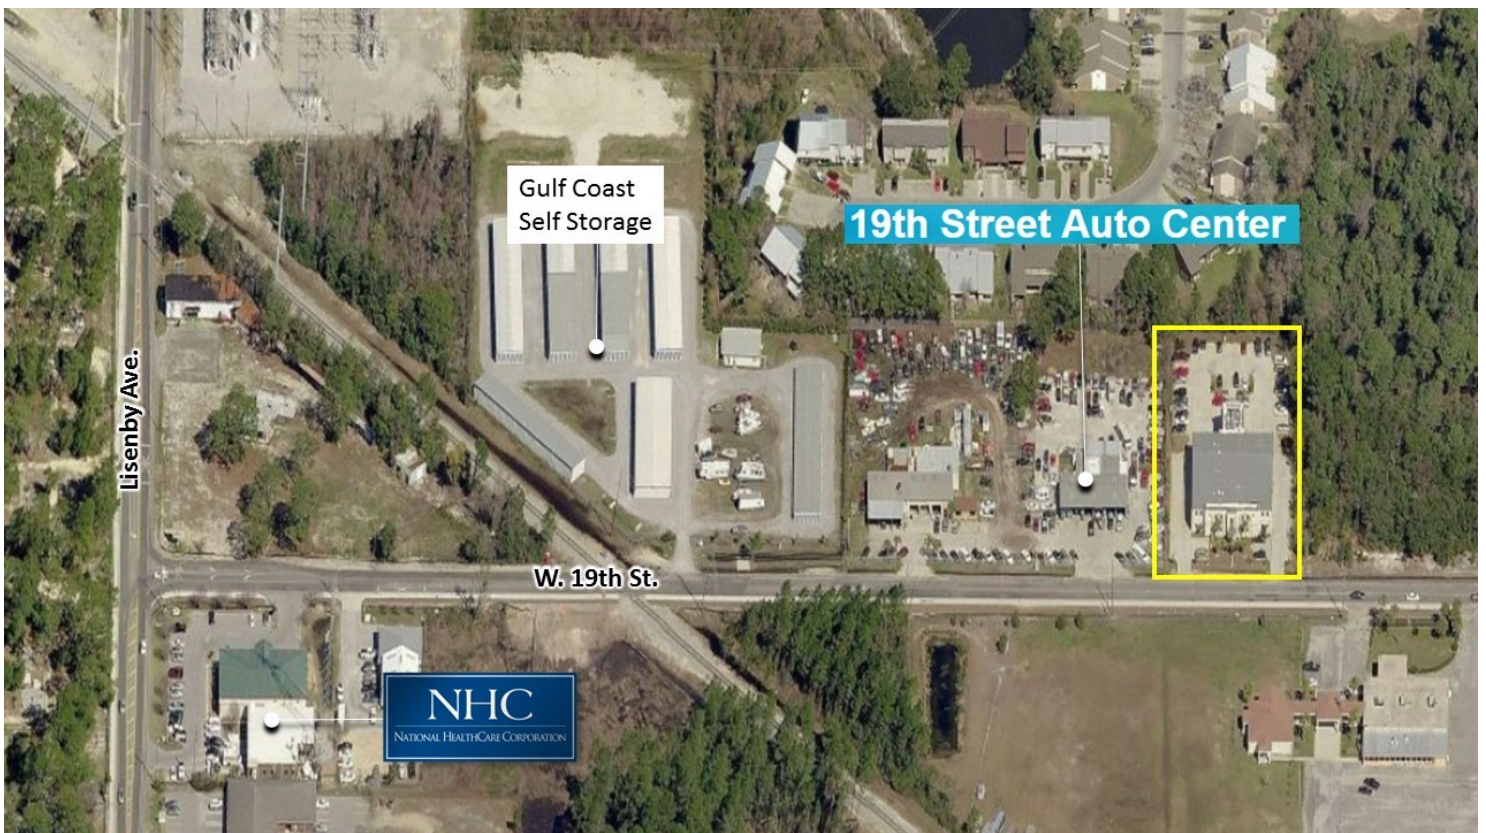 Gulf Coast
Self Storage
19th Street Auto Center
Lisenby Ave.
W. 19th St.
NHC
NATIONAL HEALTHCARE CORPORATION